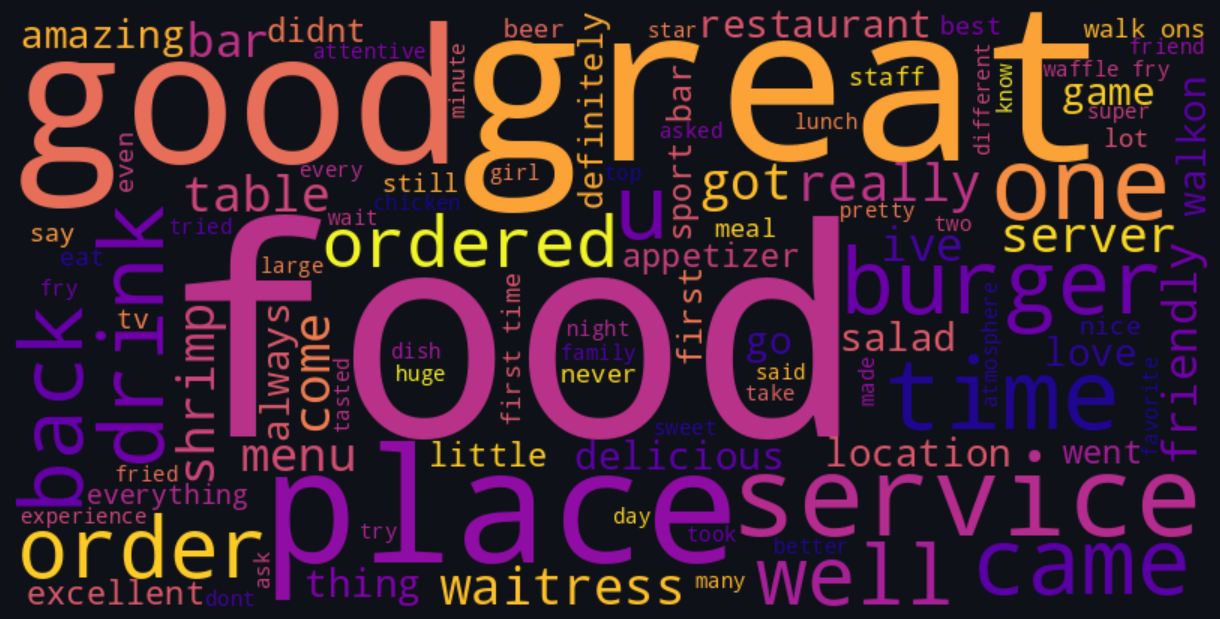 amazing
bar
didnt
beer
definitely
star
restaurant
best
walk ons
attentive
friend
good
great
minute
staff
different
know
waffle fry
game
super
lot
sport bar
asked
lunch
even
every
still
girl
top
got
really
one
walkon
table
chicken
wait
u
pretty
two
server
say
tried
ordered
meal
appetizer
ive
eat
drink
large
food
burger
friendly
fry
tv
back
shrimp
always
come
tasted
dish
huge
first time
night
family
never
first
go
said
take
made
salad
atmosphere
nice
love
time
favorite
sweet
menu
little
delicious
location
went
fried
everything
place
service
experience
order
try
day
took
better
came
ask
excellent
dont
thing
waitress
many
well